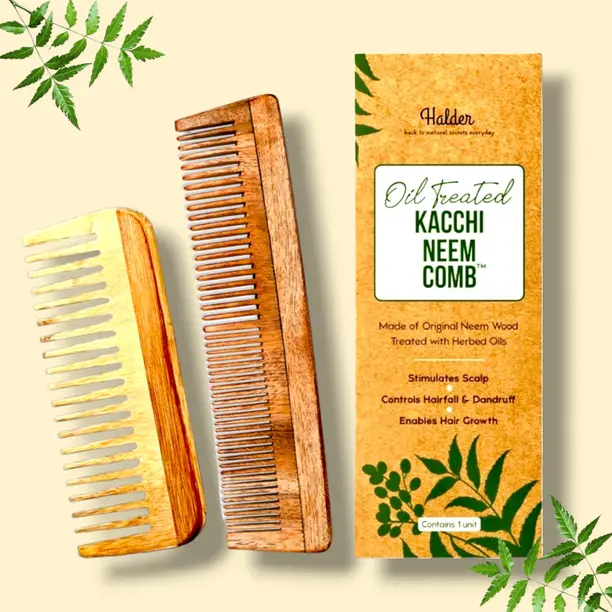 Halder
back to natural secrets everyday
Oil Treated
KACCHI
NEEM
COMB™
Made of Original Neem Wood
Treated with Herbed Oils
Stimulates Scalp
Controls Hairfall & Dandruff
Enables Hair Growth
Contains: 1 unit